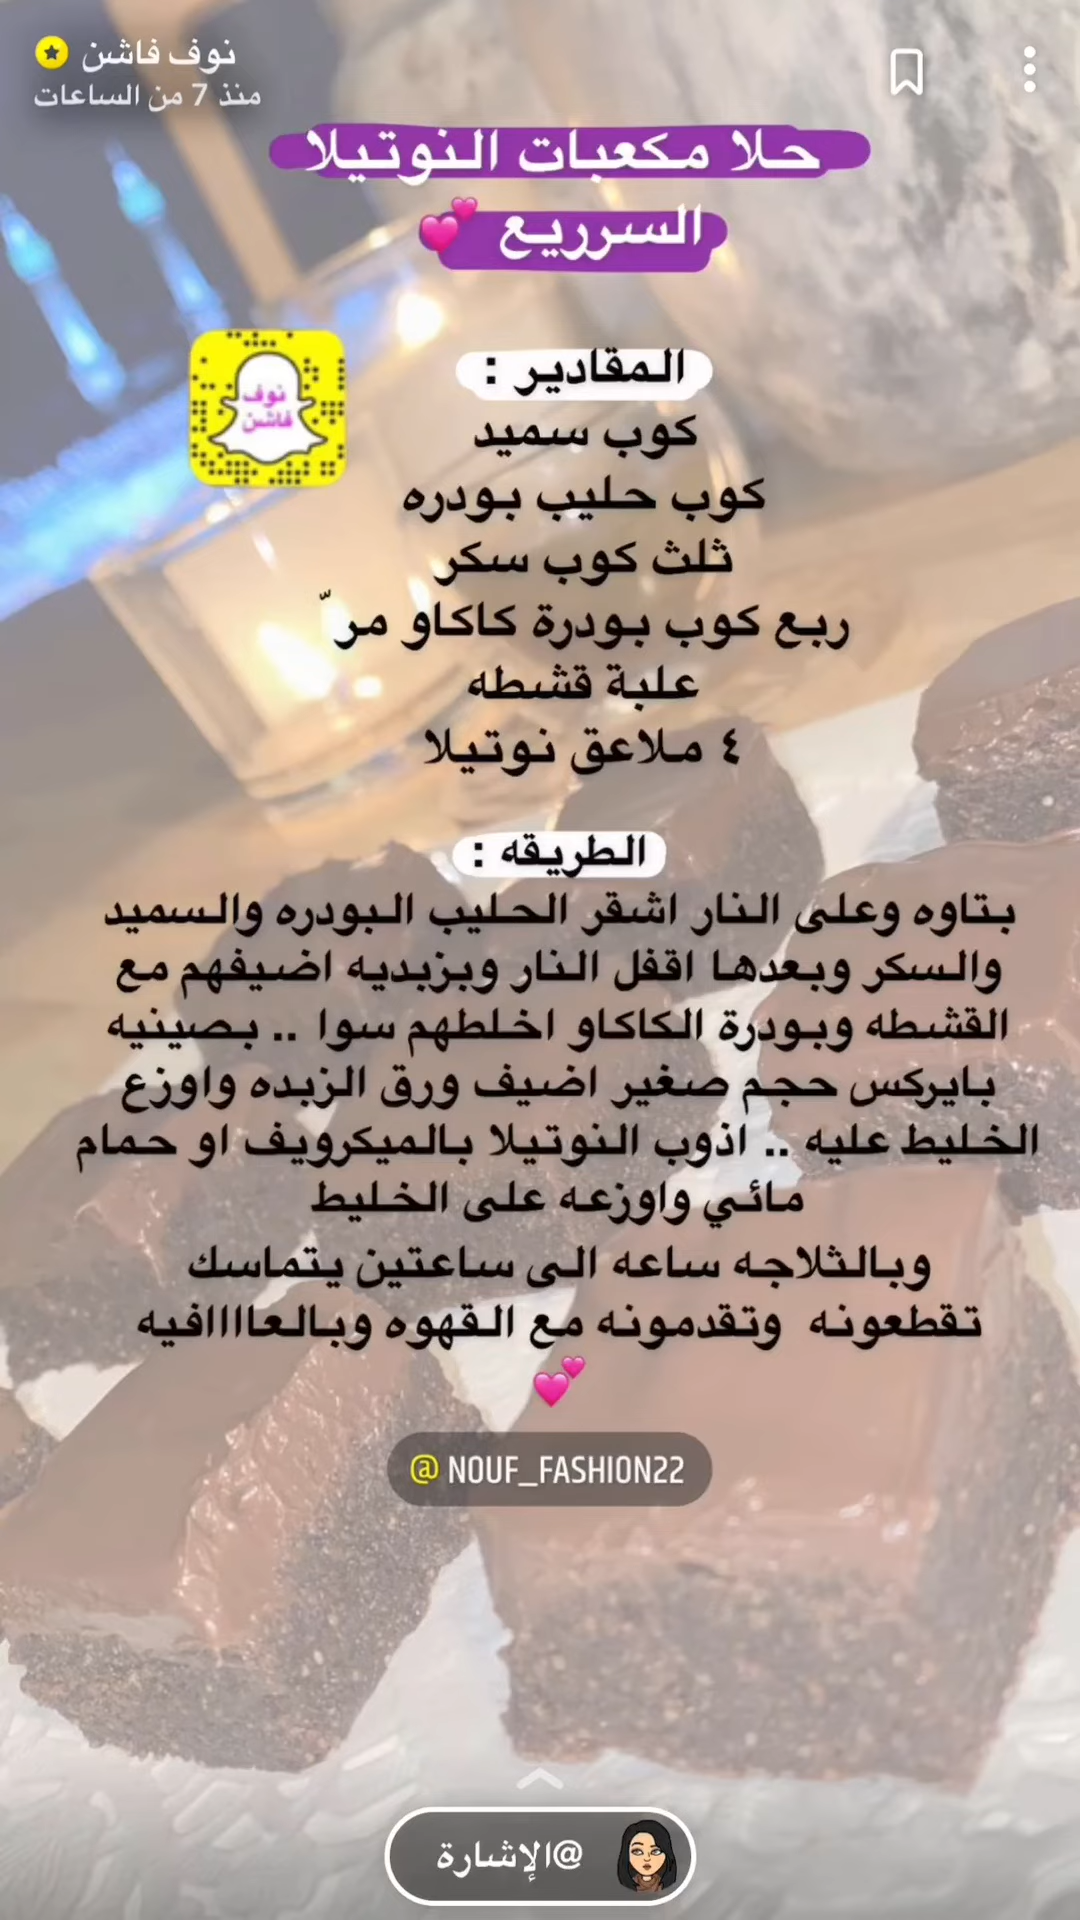 نوف فاشن
منذ 7 من الساعات
حلا مكعبات النوتيلا
السرريع 💕
نوف
فاشن
المقادير :
كوب سميد
كوب حليب بودره
ثلث كوب سكر
ربع كوب بودرة كاكاو مرّ
علبة قشطه
٤ ملاعق نوتيلا
الطريقه :
بتاوه وعلى النار اشقر الحليب البودره والسميد
والسكر وبعدها اقفل النار وبزبديه اضيفهم مع
القشطه وبودرة الكاكاو اخلطهم سوا .. بصينيه
بايركس حجم صغير اضيف ورق الزبده واوزع
الخليط عليه .. اذوب النوتيلا بالميكرويف او حمام
مائي واوزعه على الخليط
وبالثلاجه ساعه الى ساعتين يتماسك
تقطعونه وتقدمونه مع القهوه وبالعاااافيه
💕
@ NOUF_FASHION22
@الإشارة